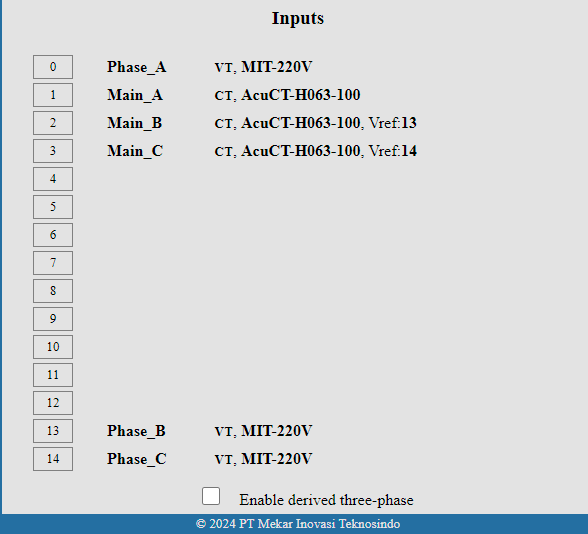 Inputs
0 Phase_A VT, MIT-220V
1 Main_A CT, AcuCT-H063-100
2 Main_B CT, AcuCT-H063-100, Vref:13
3 Main_C CT, AcuCT-H063-100, Vref:14
4
5
6
7
8
9
10
11
12
13 Phase_B VT, MIT-220V
14 Phase_C VT, MIT-220V
Enable derived three-phase
© 2024 PT Mekar Inovasi Teknosindo